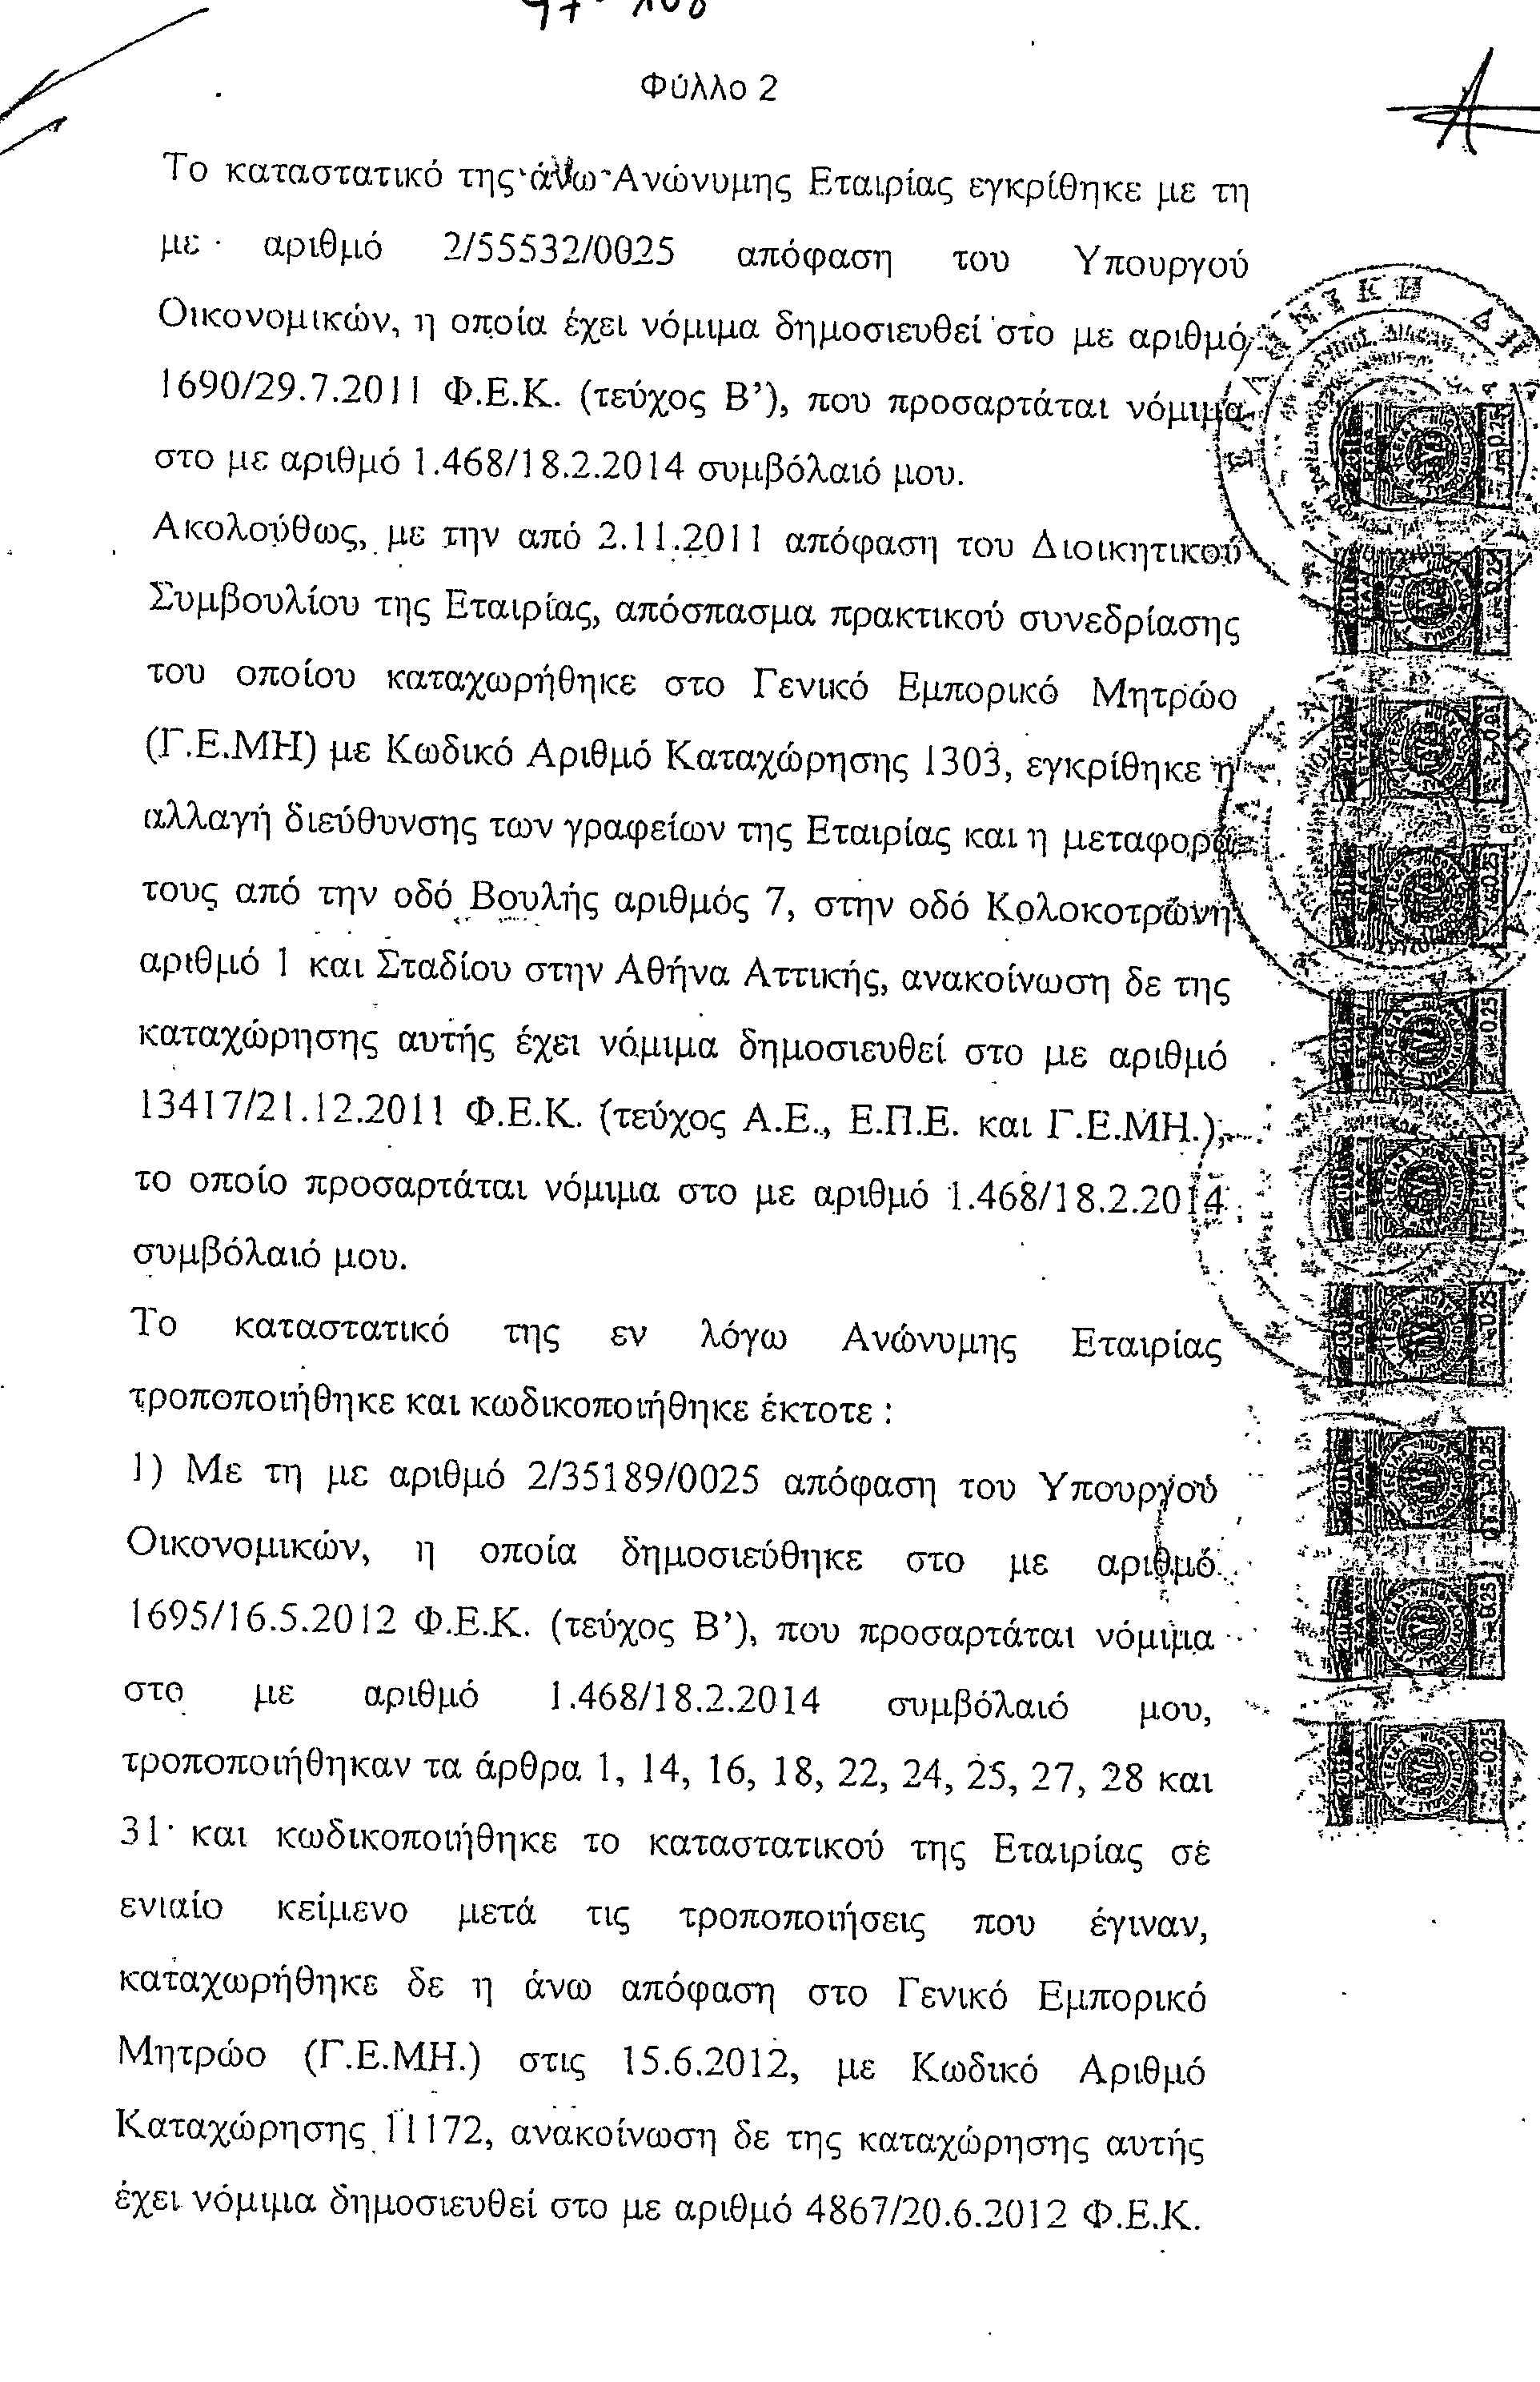 Φύλλο 2
Το καταστατικό της άνω Ανώνυμης Εταιρίας εγκρίθηκε με τη
με αριθμό 2/55532/0025 απόφαση του Υπουργού
Οικονομικών, η οποία έχει νόμιμα δημοσιευθεί στο με αριθμό
1690/29.7.2011 Φ.Ε.Κ. (τεύχος Β’), που προσαρτάται νόμιμα
στο με αριθμό 1.468/18.2.2014 συμβόλαιό μου.
Ακολούθως, με την από 2.11.2011 απόφαση του Διοικητικού
Συμβουλίου της Εταιρίας, απόσπασμα πρακτικού συνεδρίασης
του οποίου καταχωρήθηκε στο Γενικό Εμπορικό Μητρώο
(Γ.Ε.ΜΗ) με Κωδικό Αριθμό Καταχώρησης 1303, εγκρίθηκε η
αλλαγή διεύθυνσης των γραφείων της Εταιρίας και η μεταφορά
τους από την οδό Βουλής αριθμός 7, στην οδό Κολοκοτρώνη
αριθμό 1 και Σταδίου στην Αθήνα Αττικής, ανακοίνωση δε της
καταχώρησης αυτής έχει νόμιμα δημοσιευθεί στο με αριθμό
13417/21.12.2011 Φ.Ε.Κ. (τεύχος Α.Ε., Ε.Π.Ε. και Γ.Ε.ΜΗ.),
το οποίο προσαρτάται νόμιμα στο με αριθμό 1.468/18.2.2014
συμβόλαιό μου.
Το καταστατικό της εν λόγω Ανώνυμης Εταιρίας
τροποποιήθηκε και κωδικοποιήθηκε έκτοτε :
1) Με τη με αριθμό 2/35189/0025 απόφαση του Υπουργού
Οικονομικών, η οποία δημοσιεύθηκε στο με αριθμό
1695/16.5.2012 Φ.Ε.Κ. (τεύχος Β’), που προσαρτάται νόμιμα
στο με αριθμό 1.468/18.2.2014 συμβόλαιό μου,
τροποποιήθηκαν τα άρθρα 1, 14, 16, 18, 22, 24, 25, 27, 28 και
31 και κωδικοποιήθηκε το καταστατικού της Εταιρίας σε
ενιαίο κείμενο μετά τις τροποποιήσεις που έγιναν,
καταχωρήθηκε δε η άνω απόφαση στο Γενικό Εμπορικό
Μητρώο (Γ.Ε.ΜΗ.) στις 15.6.2012, με Κωδικό Αριθμό
Καταχώρησης 11172, ανακοίνωση δε της καταχώρησης αυτής
έχει νόμιμα δημοσιευθεί στο με αριθμό 4867/20.6.2012 Φ.Ε.Κ.